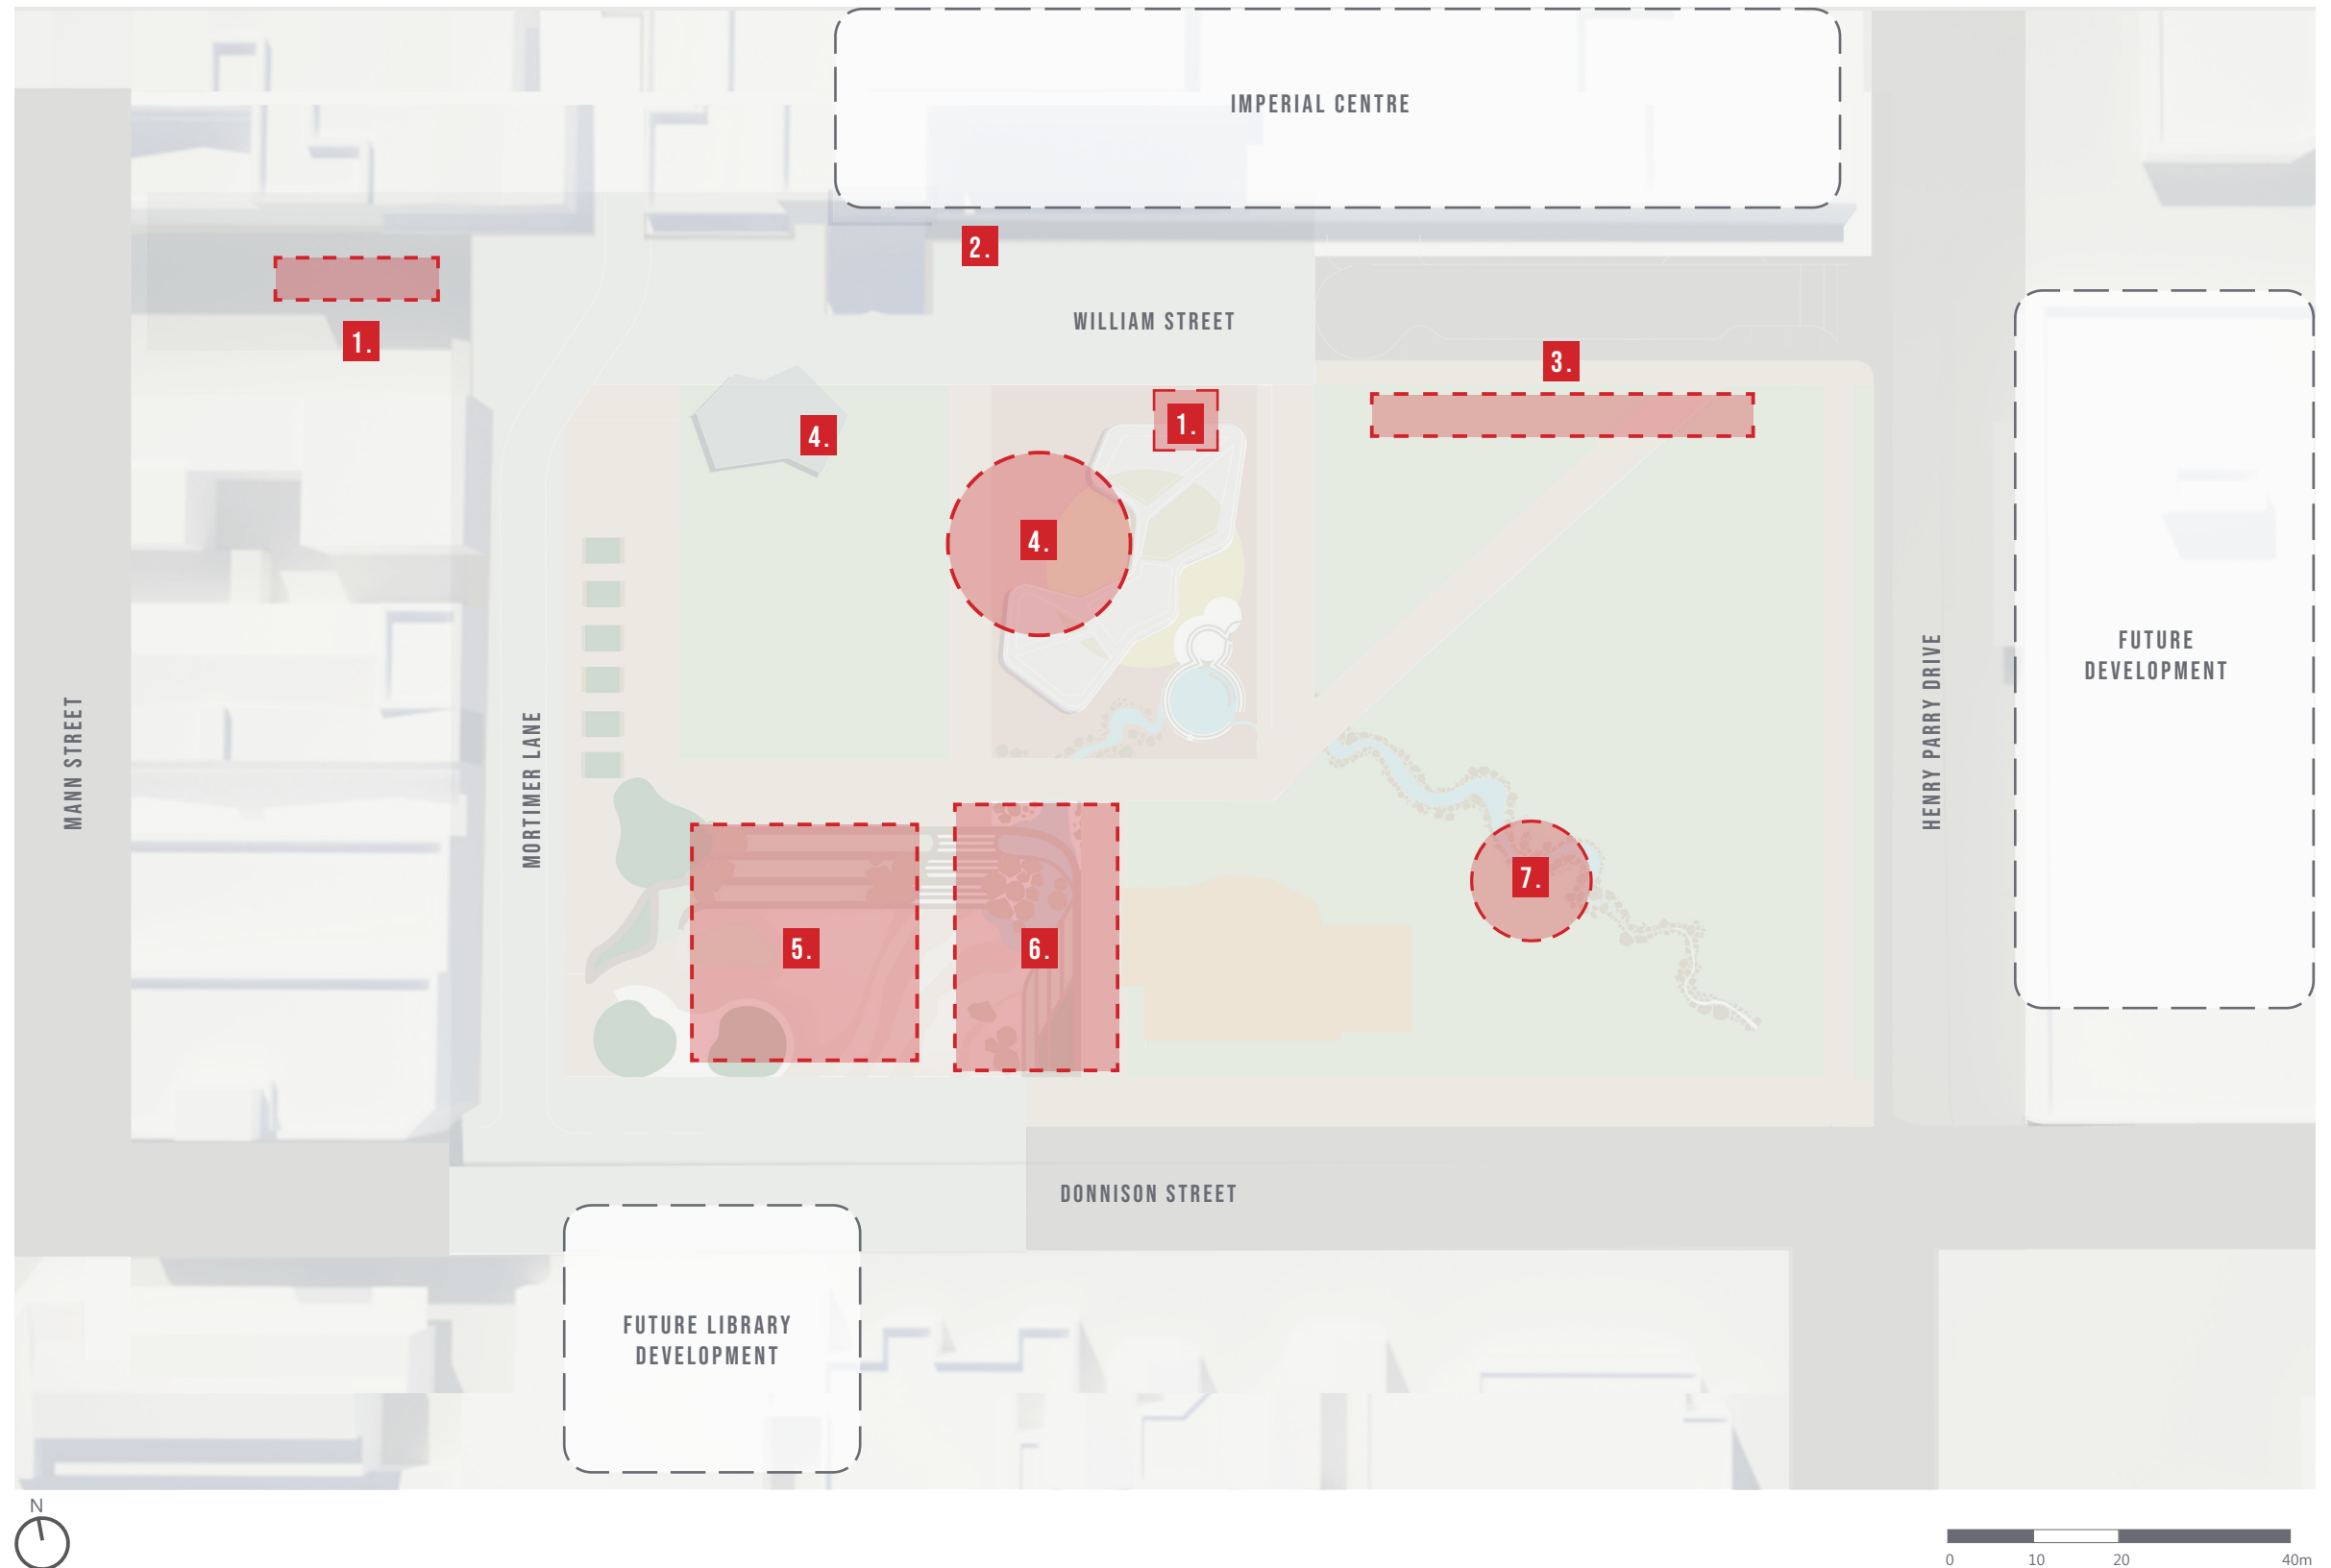 IMPERIAL CENTRE
2.
1.
WILLIAM STREET
3.
1.
4.
4.
FUTURE
DEVELOPMENT
HENRY PARRY DRIVE
MANN STREET
MORTIMER LANE
7.
5.
6.
DONNISON STREET
FUTURE LIBRARY
DEVELOPMENT
N
0 10 20 40m